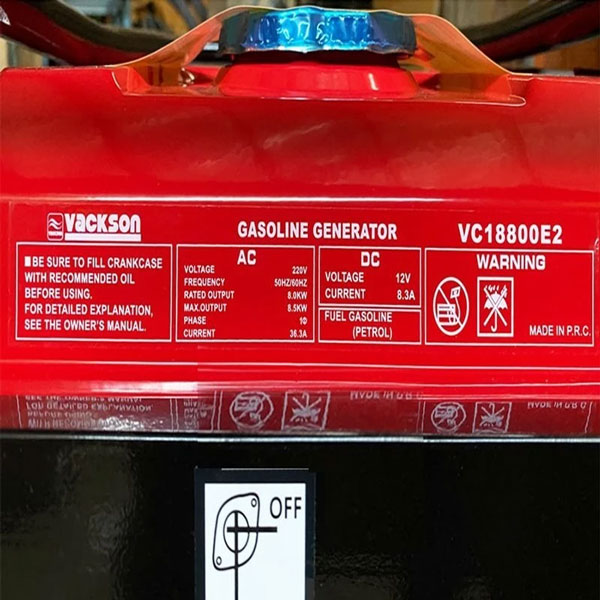 VACKSON
GASOLINE GENERATOR
VC18800E2
■BE SURE TO FILL CRANKCASE
WITH RECOMMENDED OIL
BEFORE USING.
FOR DETAILED EXPLANATION,
SEE THE OWNER'S MANUAL.
AC
VOLTAGE 220V
FREQUENCY 50HZ/60HZ
RATED OUTPUT 8.0KW
MAX.OUTPUT 8.5KW
PHASE 1Φ
CURRENT 36.3A
DC
VOLTAGE 12V
CURRENT 8.3A
FUEL GASOLINE
(PETROL)
WARNING
MADE IN P.R.C.
OFF